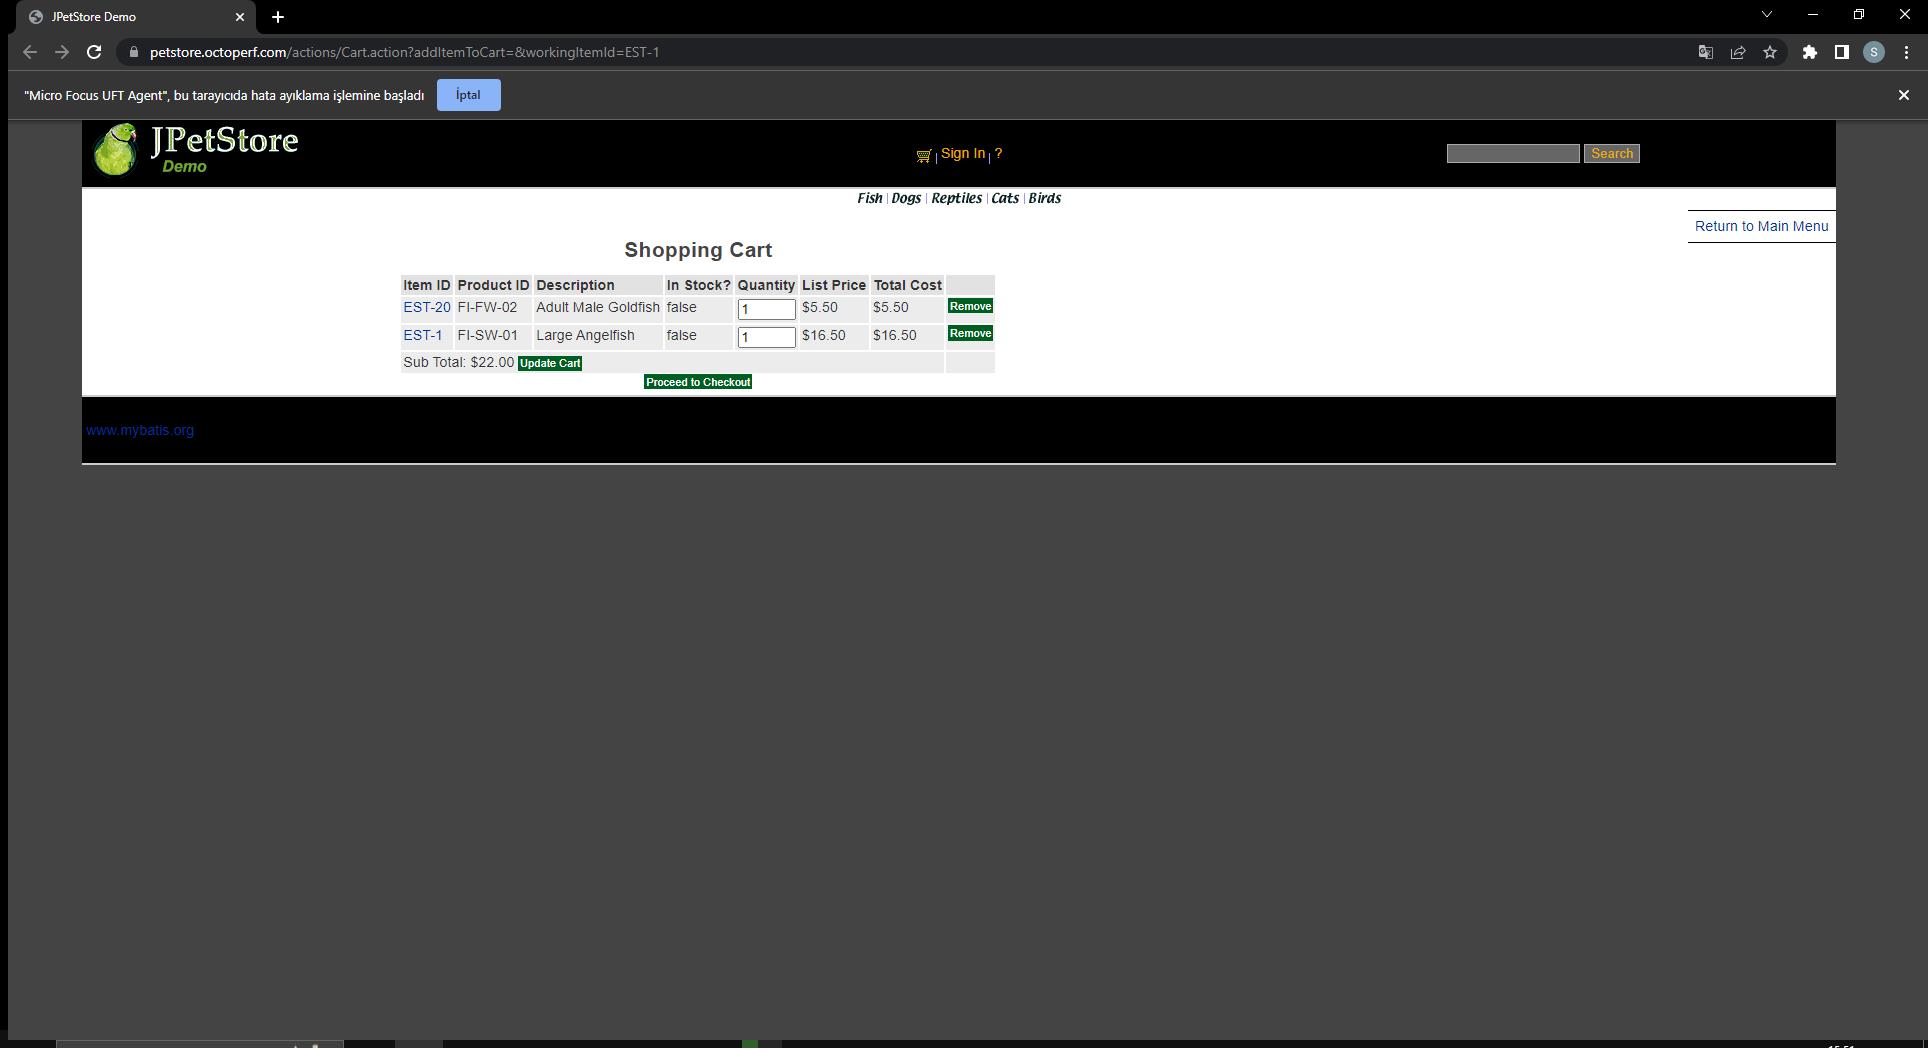 JPetStore Demo
petstore.octoperf.com/actions/Cart.action?addItemToCart=&workingItemId=EST-1
S
"Micro Focus UFT Agent", bu tarayıcıda hata ayıklama işlemine başladı İptal
JPetStore
Demo
| Sign In | ?
Search
Fish | Dogs | Reptiles | Cats | Birds
Return to Main Menu
Shopping Cart
Item ID Product ID Description In Stock? Quantity List Price Total Cost
EST-20 FI-FW-02 Adult Male Goldfish false 1 $5.50 $5.50 Remove
EST-1 FI-SW-01 Large Angelfish false 1 $16.50 $16.50 Remove
Sub Total: $22.00 Update Cart
Proceed to Checkout
www.mybatis.org